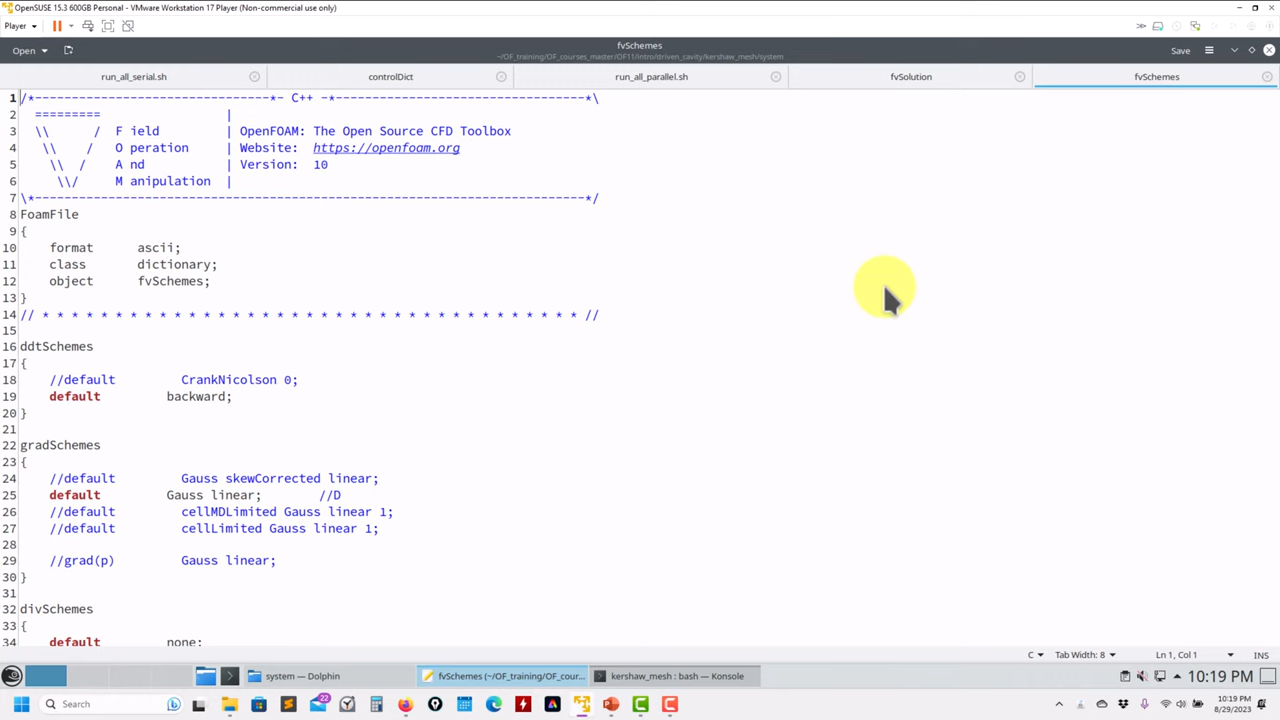 OpenSUSE 15.3 600GB Personal - VMware Workstation 17 Player (Non-commercial use only)
Player
Open
fvSchemes
~/OF_training/OF_courses_master/OF11/intro/driven_cavity/kershaw_mesh/system
Save
run_all_serial.sh
controlDict
run_all_parallel.sh
fvSolution
fvSchemes
1 /*--------------------------------*- C++ -*----------------------------------*\
2 ========= |
3 \\ / F ield | OpenFOAM: The Open Source CFD Toolbox
4 \\ / O peration | Website: https://openfoam.org
5 \\ / A nd | Version: 10
6 \\/ M anipulation |
7 \*---------------------------------------------------------------------------*/
8 FoamFile
9 {
10 format ascii;
11 class dictionary;
12 object fvSchemes;
13 }
14 // * * * * * * * * * * * * * * * * * * * * * * * * * * * * * * * * * * * * * //
15
16 ddtSchemes
17 {
18 //default CrankNicolson 0;
19 default backward;
20 }
21
22 gradSchemes
23 {
24 //default Gauss skewCorrected linear;
25 default Gauss linear; //D
26 //default cellMDLimited Gauss linear 1;
27 //default cellLimited Gauss linear 1;
28
29 //grad(p) Gauss linear;
30 }
31
32 divSchemes
33 {
34 default none;
C
Tab Width: 8
Ln 1, Col 1
INS
system — Dolphin
fvSchemes (~/OF_training/OF_cour...
kershaw_mesh : bash — Konsole
10:19 PM
Search
22
10:19 PM
8/29/2023